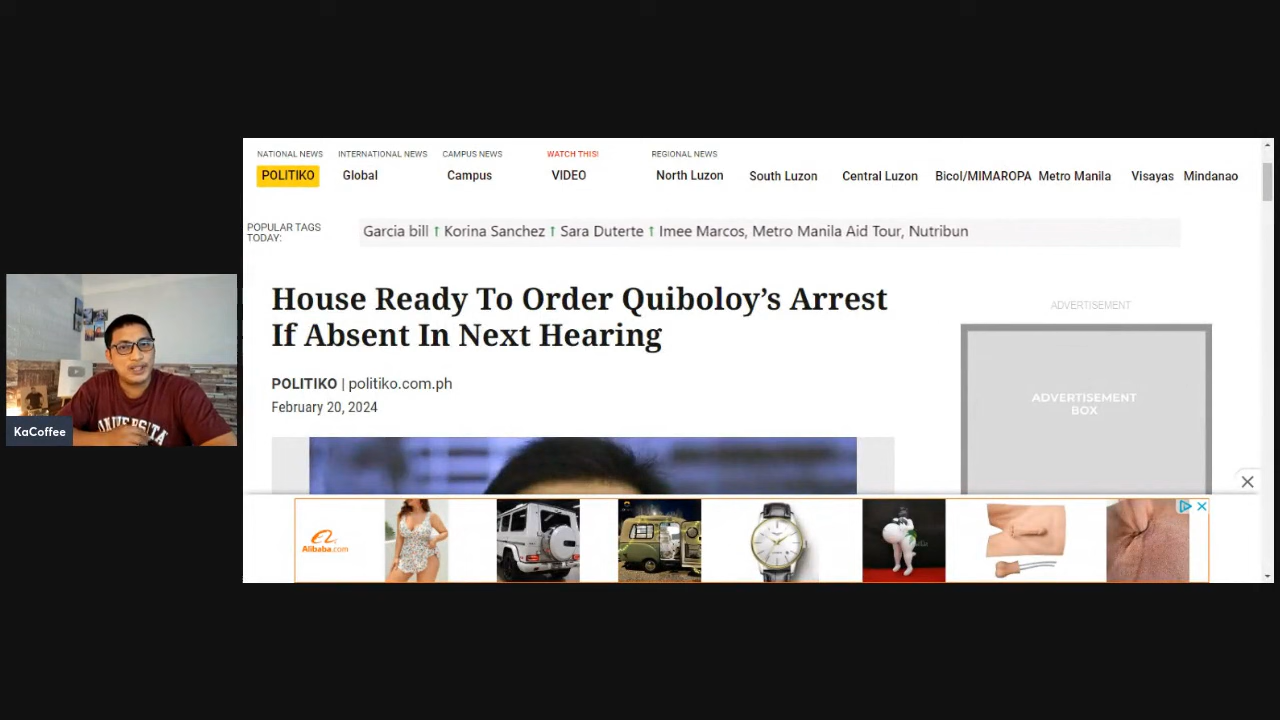 NATIONAL NEWS INTERNATIONAL NEWS CAMPUS NEWS WATCH THIS! REGIONAL NEWS
POLITIKO Global Campus VIDEO North Luzon South Luzon Central Luzon Bicol/MIMAROPA Metro Manila Visayas Mindanao
POPULAR TAGS
TODAY:
Garcia bill ↑ Korina Sanchez ↑ Sara Duterte ↑ Imee Marcos, Metro Manila Aid Tour, Nutribun
House Ready To Order Quiboloy’s Arrest
If Absent In Next Hearing
POLITIKO | politiko.com.ph
February 20, 2024
ADVERTISEMENT
ADVERTISEMENT
BOX
KaCoffee
Alibaba.com